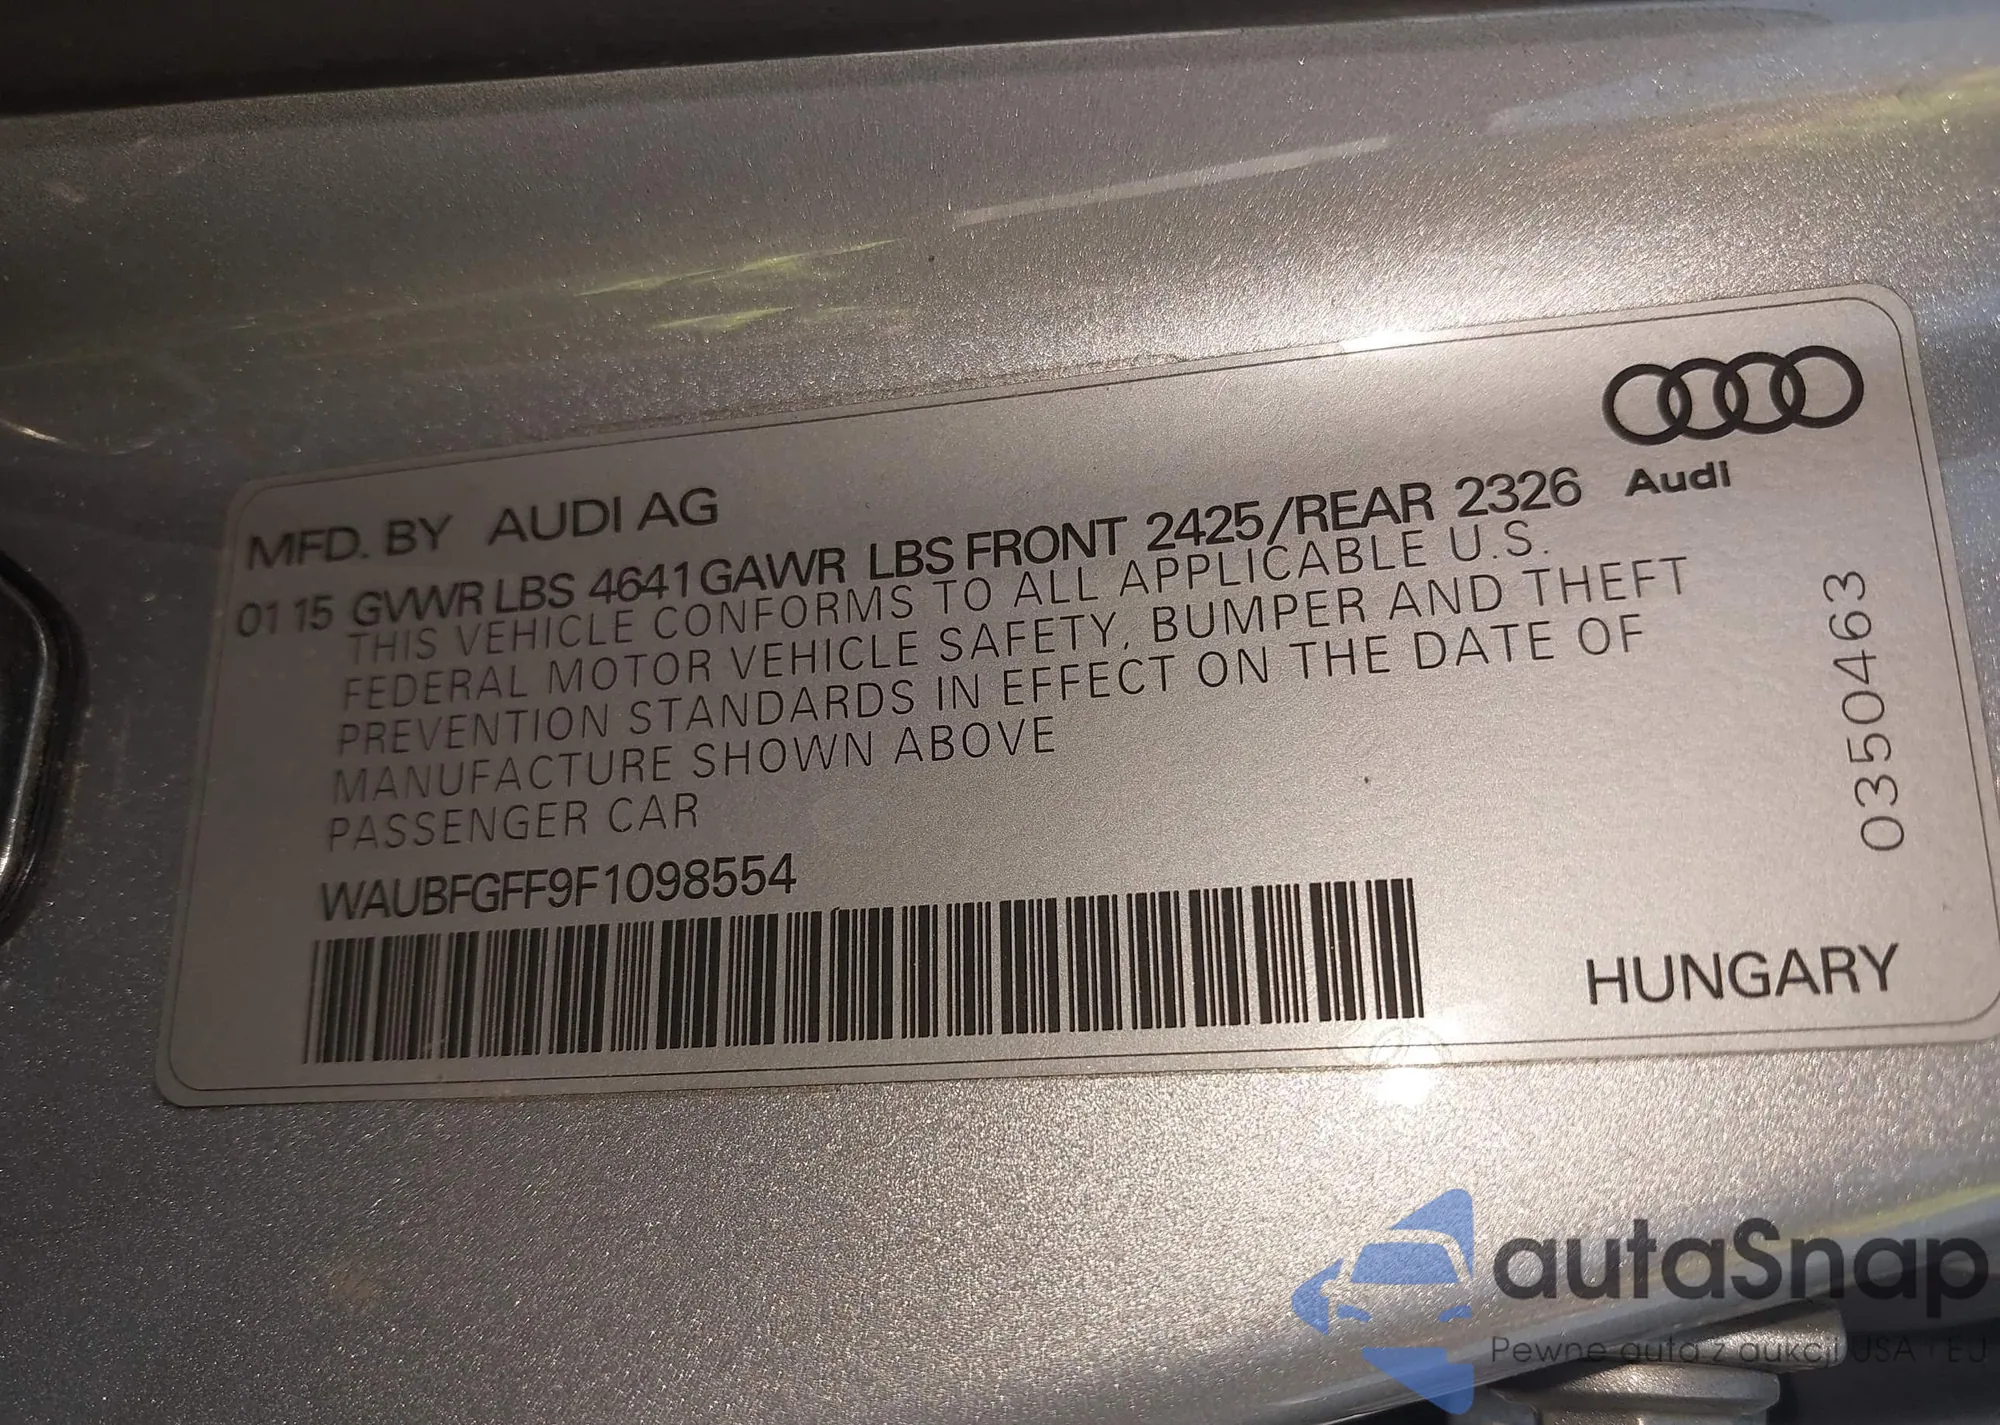 Audi
MFD. BY AUDI AG
01 15 GVWR LBS 4641 GAWR LBS FRONT 2425/REAR 2326
THIS VEHICLE CONFORMS TO ALL APPLICABLE U.S.
FEDERAL MOTOR VEHICLE SAFETY, BUMPER AND THEFT
PREVENTION STANDARDS IN EFFECT ON THE DATE OF
MANUFACTURE SHOWN ABOVE
PASSENGER CAR
WAUBFGFF9F1098554
0350463
HUNGARY
autaSnap
Pewne auta z aukcji USA i EU